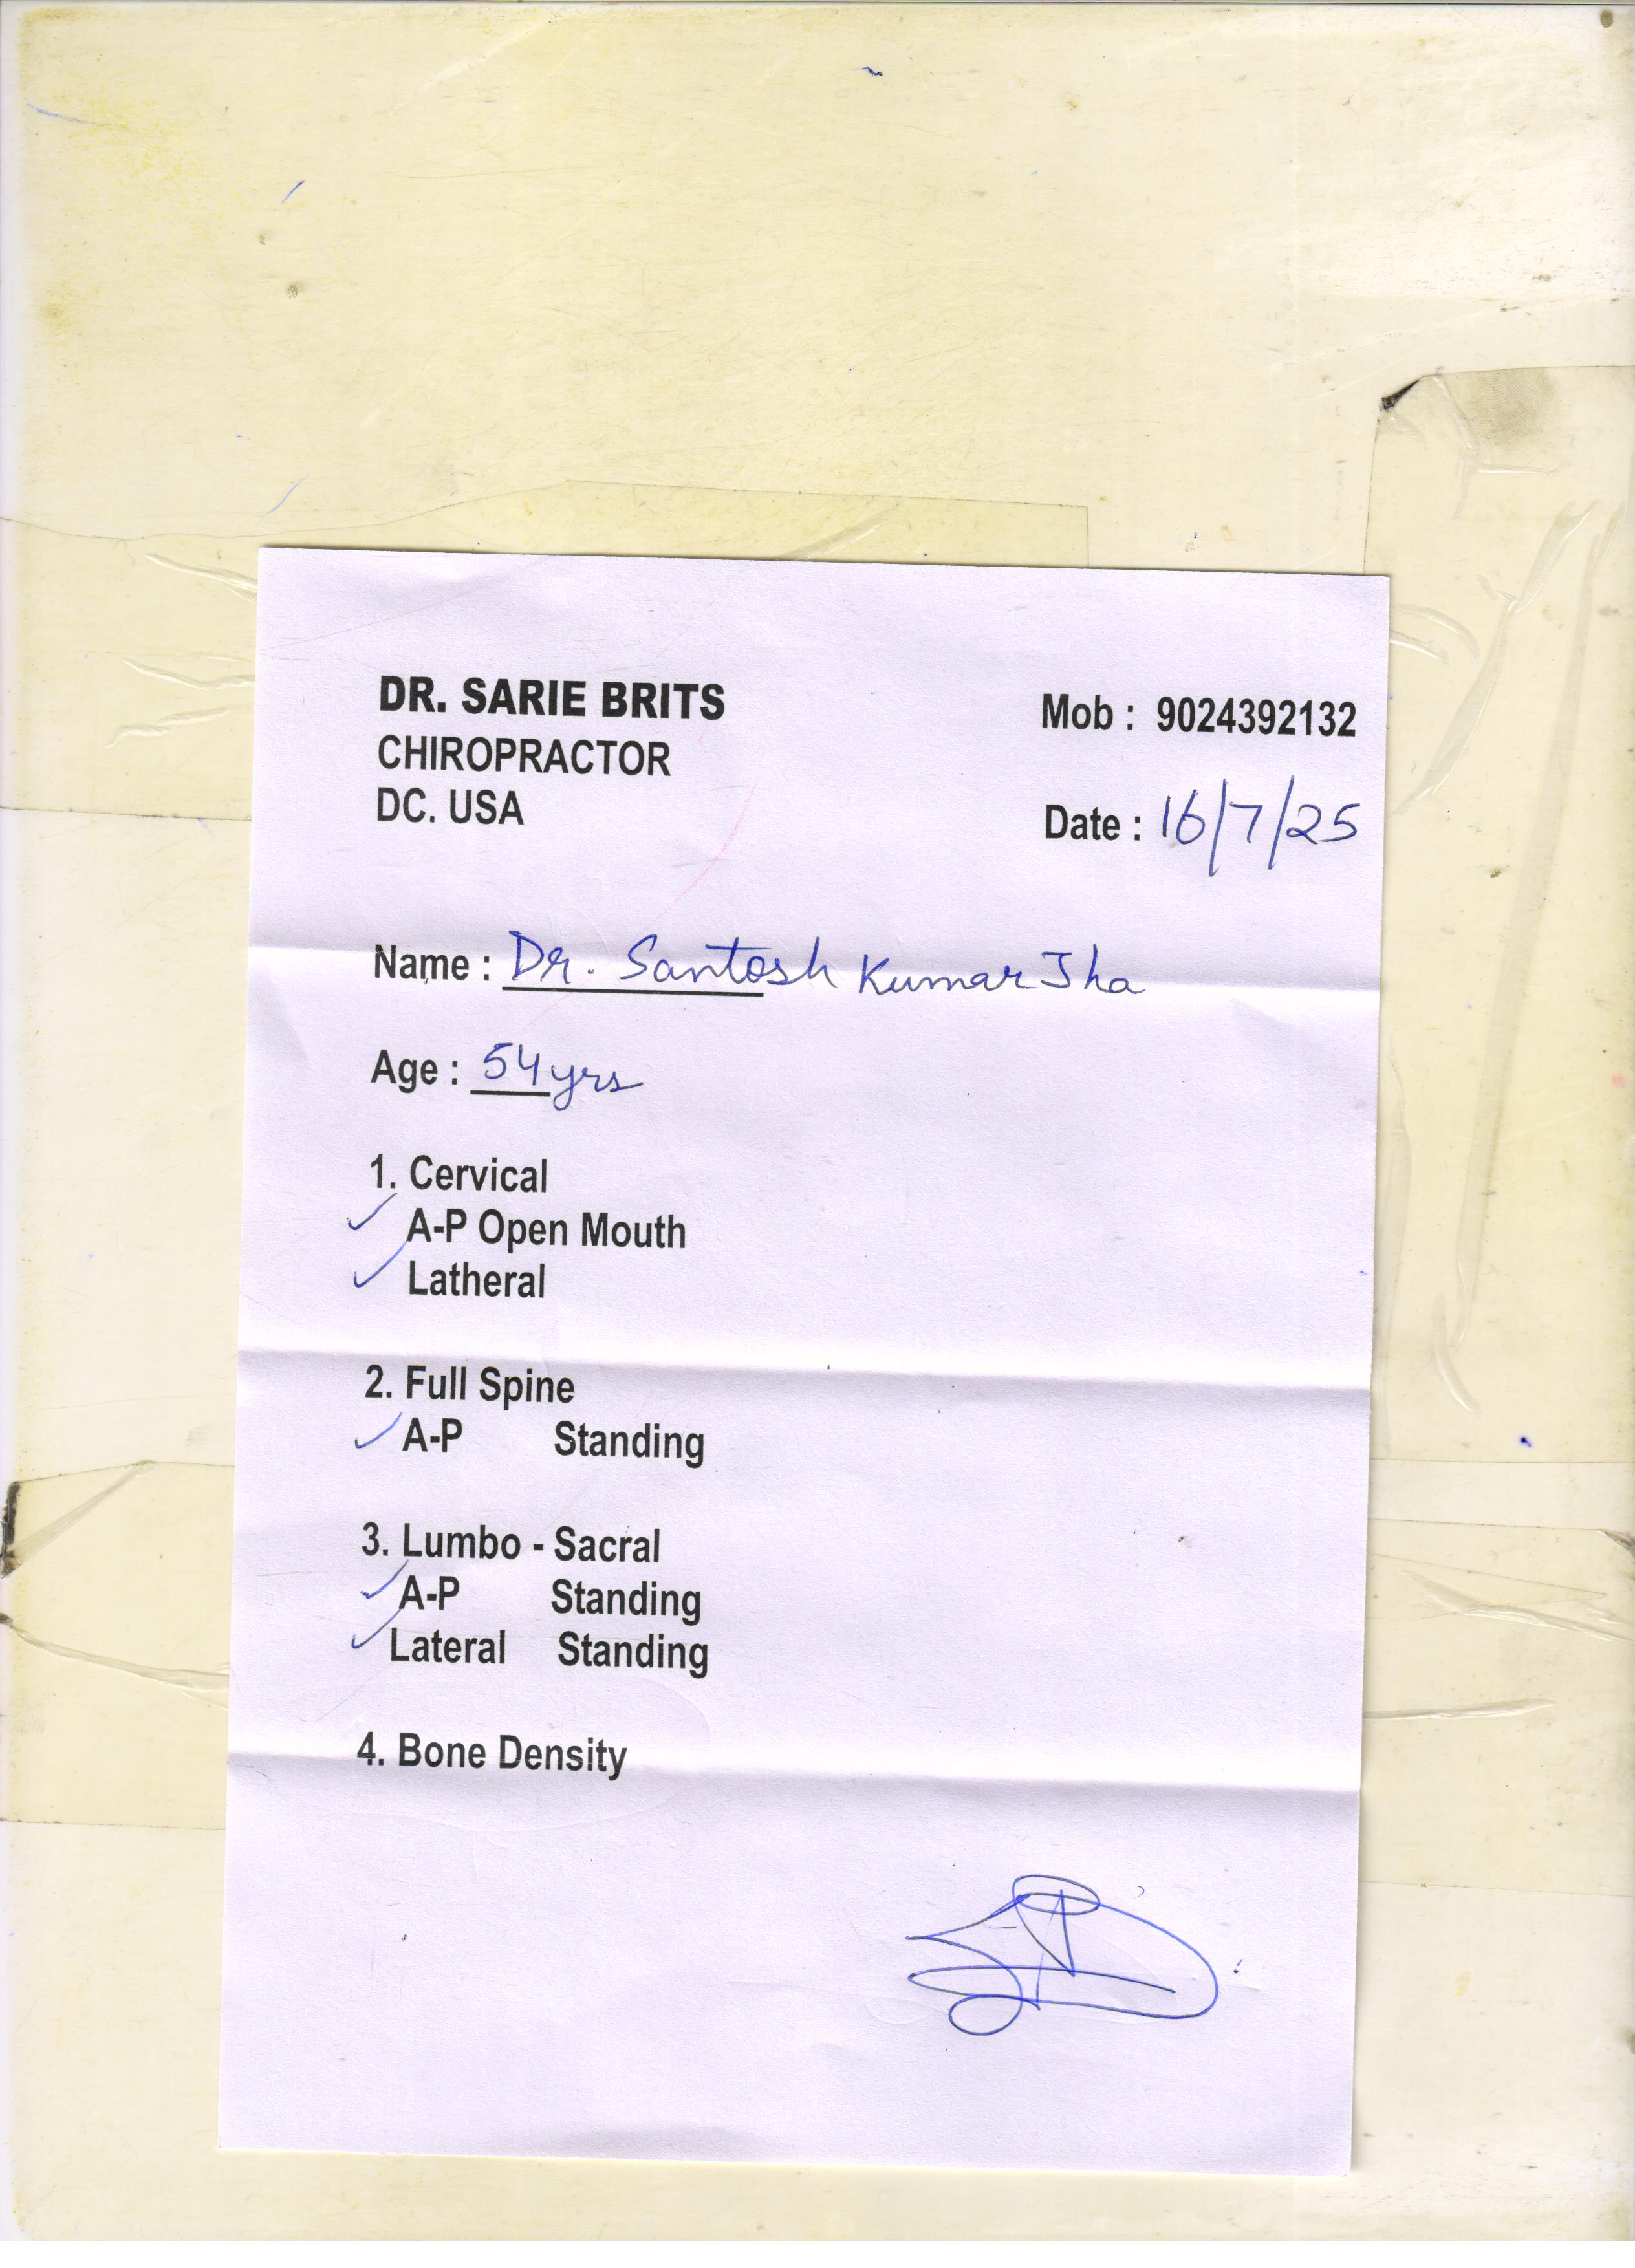 DR. SARIE BRITS
CHIROPRACTOR
DC. USA
Mob : 9024392132
Date : 16/7/25
Name : Dr. Santosh Kumar Jha
Age : 54 yrs
1. Cervical
✓ A-P Open Mouth
✓ Latheral
2. Full Spine
✓ A-P Standing
3. Lumbo - Sacral
✓ A-P Standing
✓ Lateral Standing
4. Bone Density